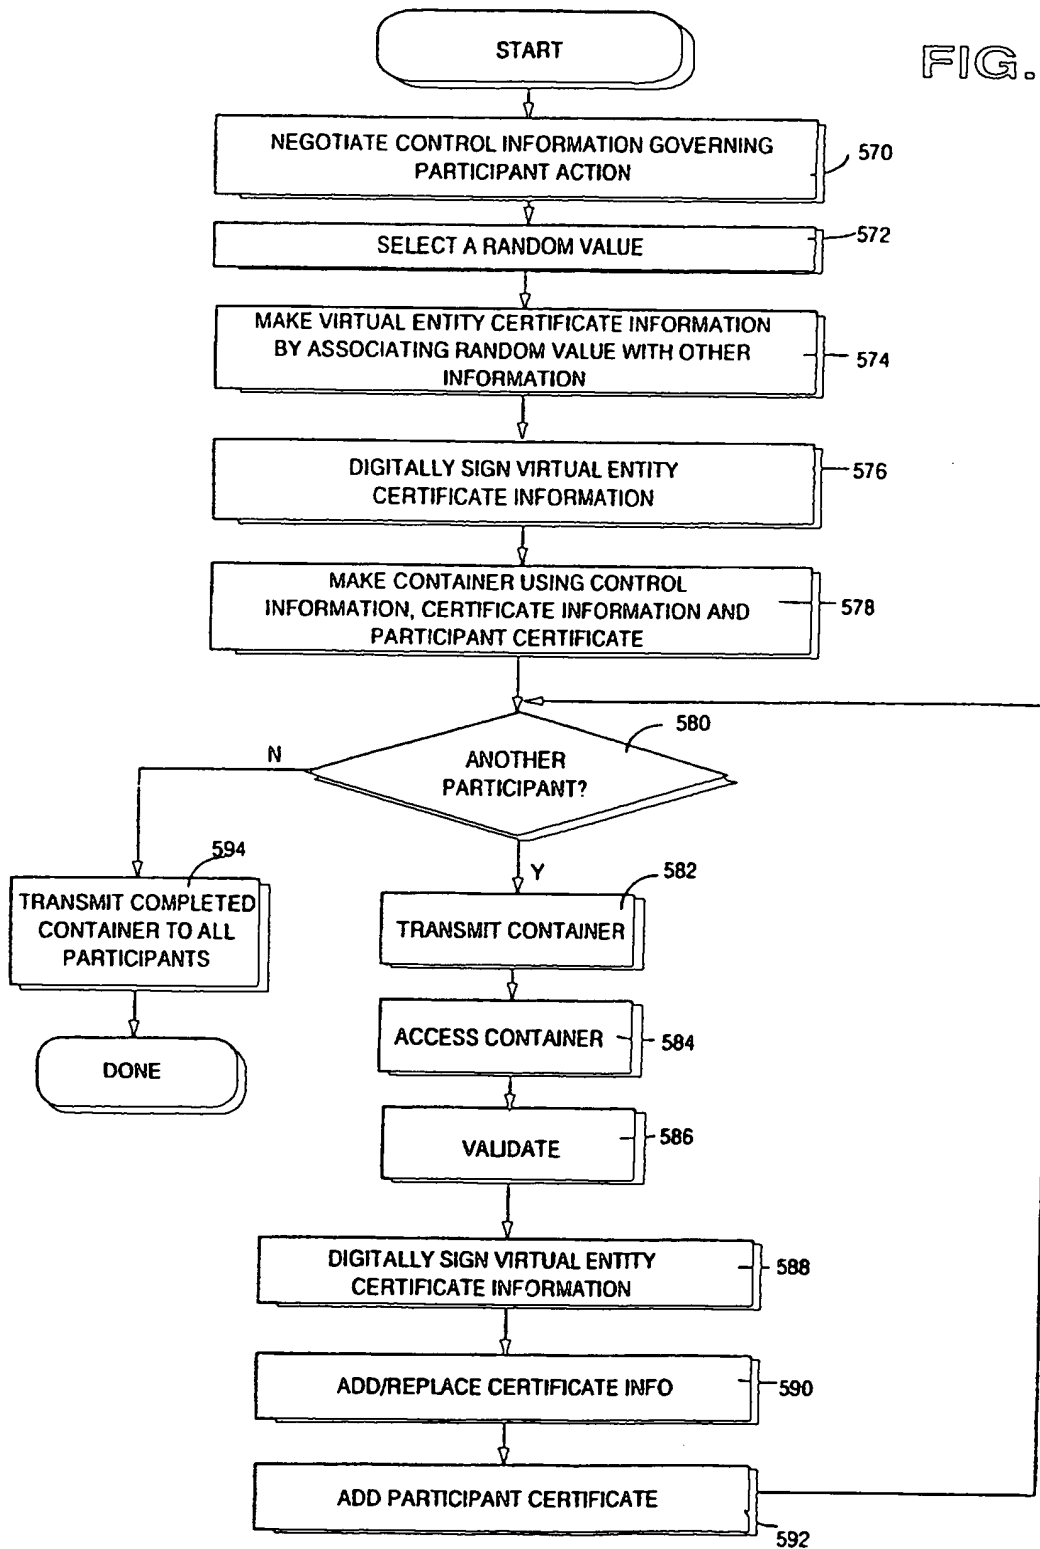 START
FIG.
NEGOTIATE CONTROL INFORMATION GOVERNING
PARTICIPANT ACTION
570
SELECT A RANDOM VALUE
572
MAKE VIRTUAL ENTITY CERTIFICATE INFORMATION
BY ASSOCIATING RANDOM VALUE WITH OTHER
INFORMATION
574
DIGITALLY SIGN VIRTUAL ENTITY
CERTIFICATE INFORMATION
576
MAKE CONTAINER USING CONTROL
INFORMATION, CERTIFICATE INFORMATION AND
PARTICIPANT CERTIFICATE
578
580
N
ANOTHER
PARTICIPANT?
Y
594
TRANSMIT COMPLETED
CONTAINER TO ALL
PARTICIPANTS
DONE
582
TRANSMIT CONTAINER
ACCESS CONTAINER
584
VALIDATE
586
DIGITALLY SIGN VIRTUAL ENTITY
CERTIFICATE INFORMATION
588
ADD/REPLACE CERTIFICATE INFO
590
ADD PARTICIPANT CERTIFICATE
592